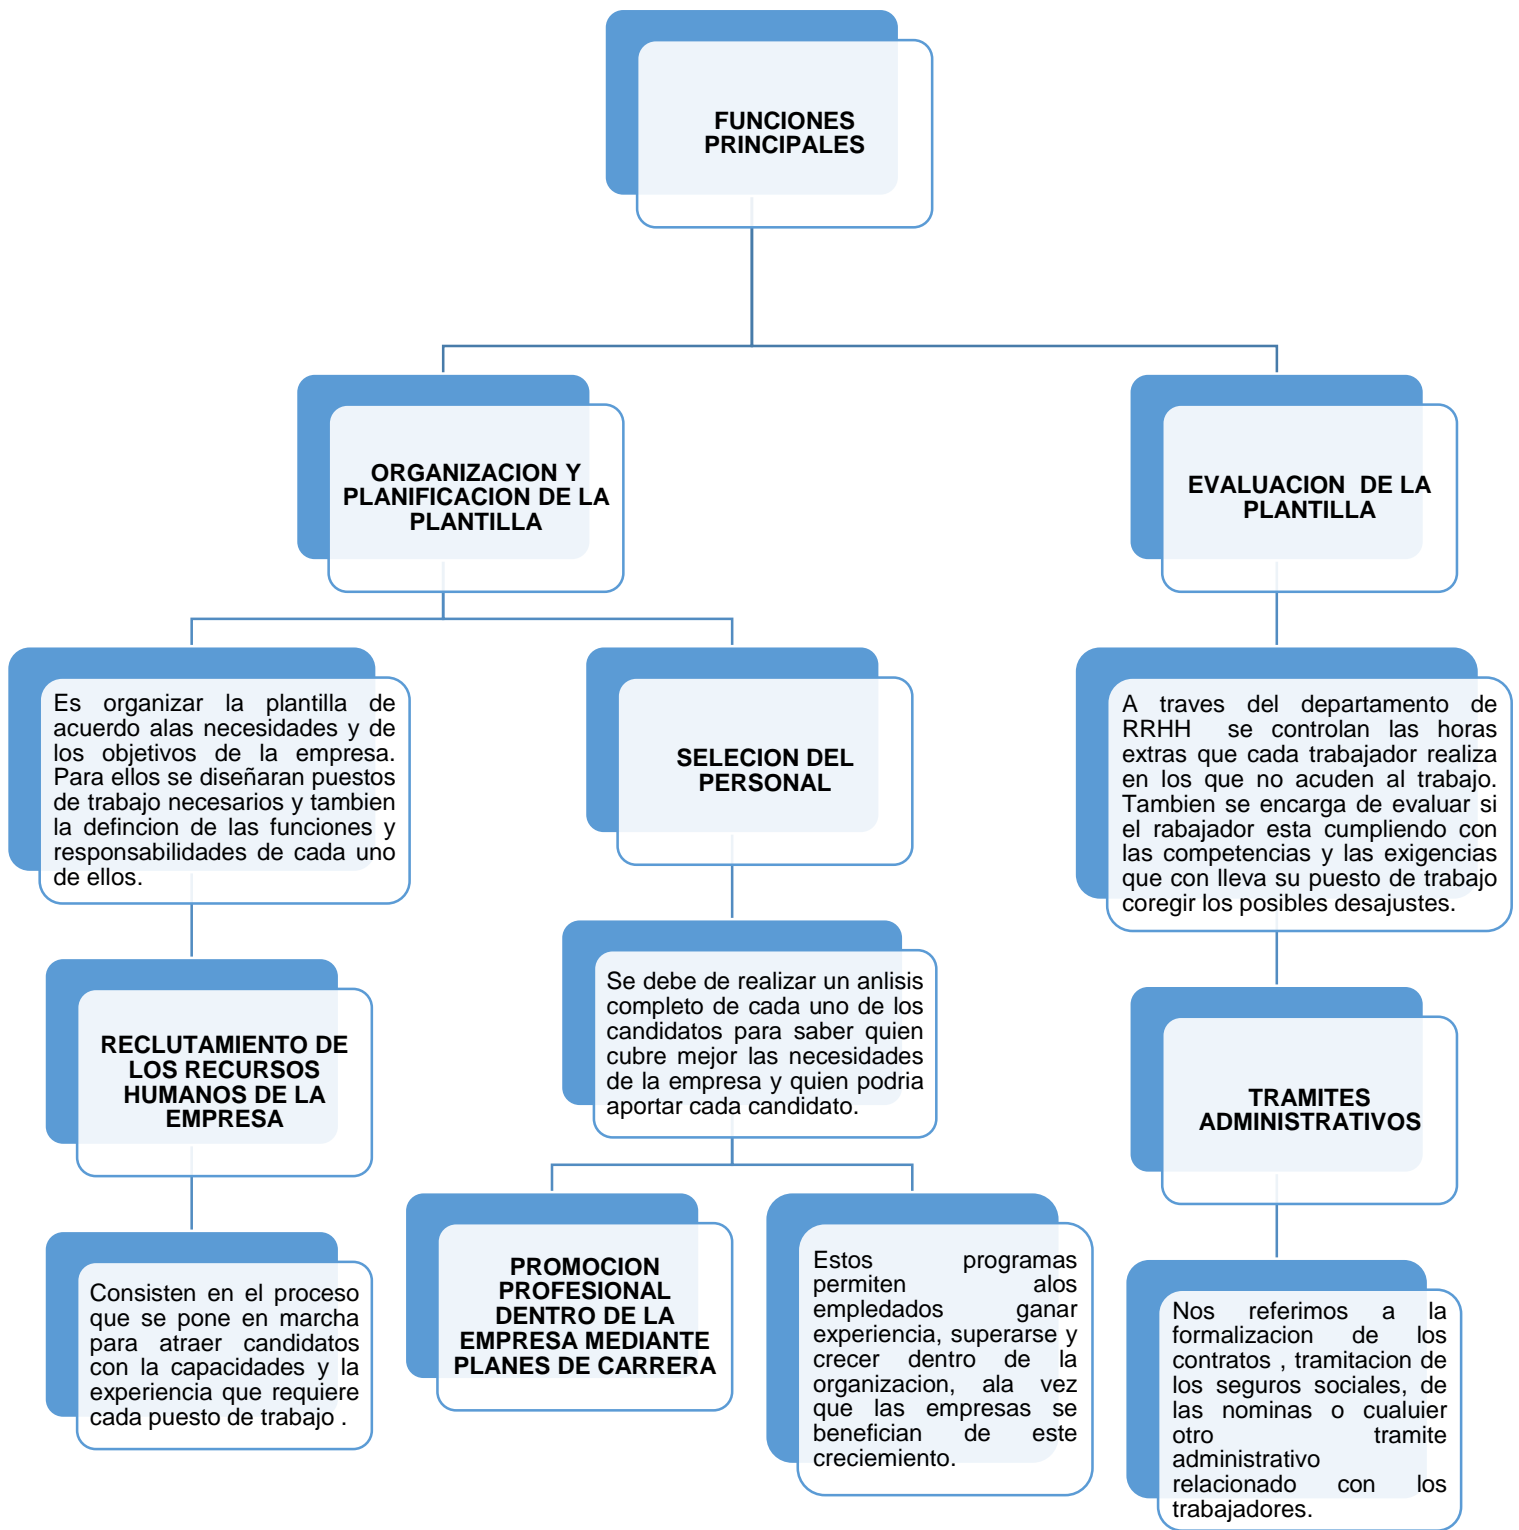 FUNCIONES
PRINCIPALES
ORGANIZACION Y
PLANIFICACION DE LA
PLANTILLA
EVALUACION DE LA
PLANTILLA
Es organizar la plantilla de
acuerdo alas necesidades y de
los objetivos de la empresa.
Para ellos se diseñaran puestos
de trabajo necesarios y tambien
la defincion de las funciones y
responsabilidades de cada uno
de ellos.
SELECION DEL
PERSONAL
A traves del departamento de
RRHH se controlan las horas
extras que cada trabajador realiza
en los que no acuden al trabajo.
Tambien se encarga de evaluar si
el rabajador esta cumpliendo con
las competencias y las exigencias
que con lleva su puesto de trabajo
coregir los posibles desajustes.
RECLUTAMIENTO DE
LOS RECURSOS
HUMANOS DE LA
EMPRESA
Se debe de realizar un anlisis
completo de cada uno de los
candidatos para saber quien
cubre mejor las necesidades
de la empresa y quien podria
aportar cada candidato.
TRAMITES
ADMINISTRATIVOS
Consisten en el proceso
que se pone en marcha
para atraer candidatos
con la capacidades y la
experiencia que requiere
cada puesto de trabajo .
PROMOCION
PROFESIONAL
DENTRO DE LA
EMPRESA MEDIANTE
PLANES DE CARRERA
Estos programas
permiten alos
empledados ganar
experiencia, superarse y
crecer dentro de la
organizacion, ala vez
que las empresas se
benefician de este
creciemiento.
Nos referimos a la
formalizacion de los
contratos , tramitacion de
los seguros sociales, de
las nominas o cualuier
otro tramite
administrativo
relacionado con los
trabajadores.